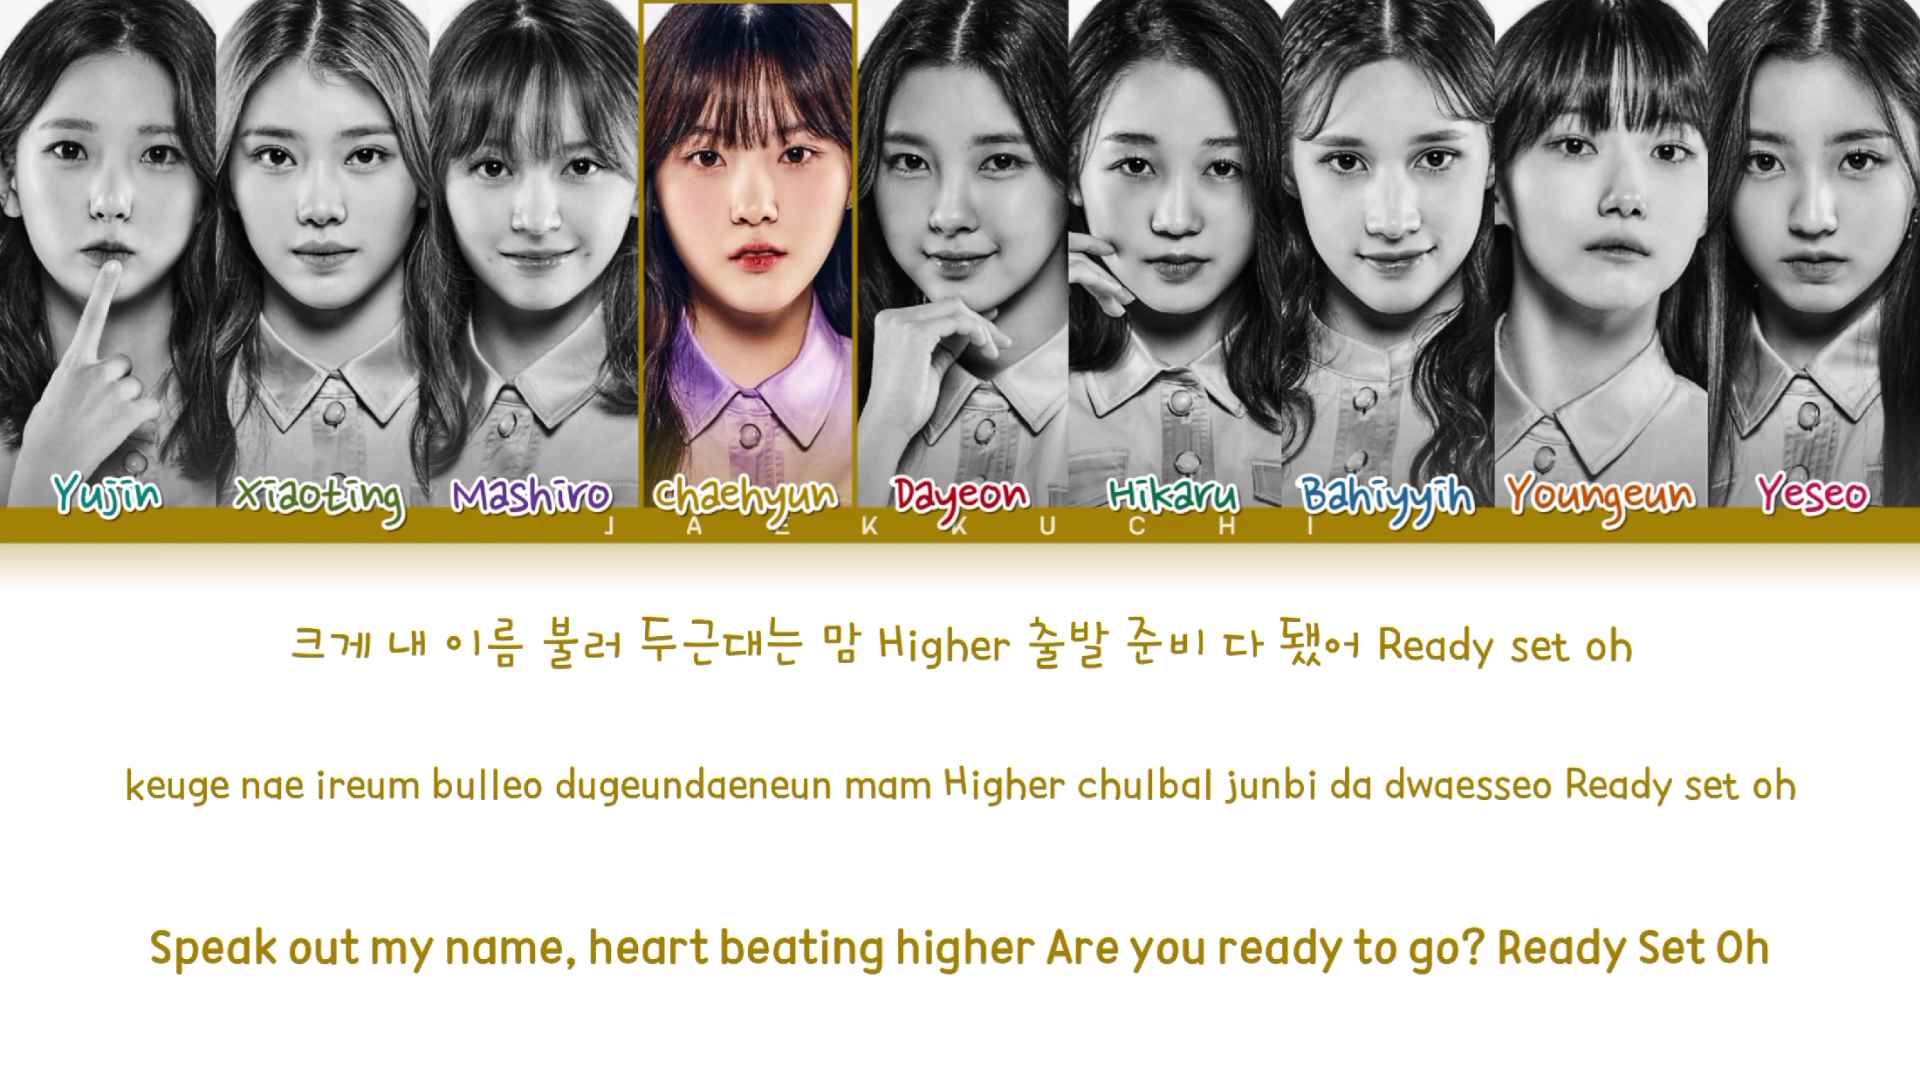 Yujin Xiaoting Mashiro Chaehyun Dayeon Hikaru Bahiyyih Youngeun Yeseo
J A E K K U C H I
크게 내 이름 불러 두근대는 맘 Higher 출발 준비 다 됐어 Ready set oh
keuge nae ireum bulleo dugeundaeneun mam Higher chulbal junbi da dwaesseo Ready set oh
Speak out my name, heart beating higher Are you ready to go? Ready Set Oh